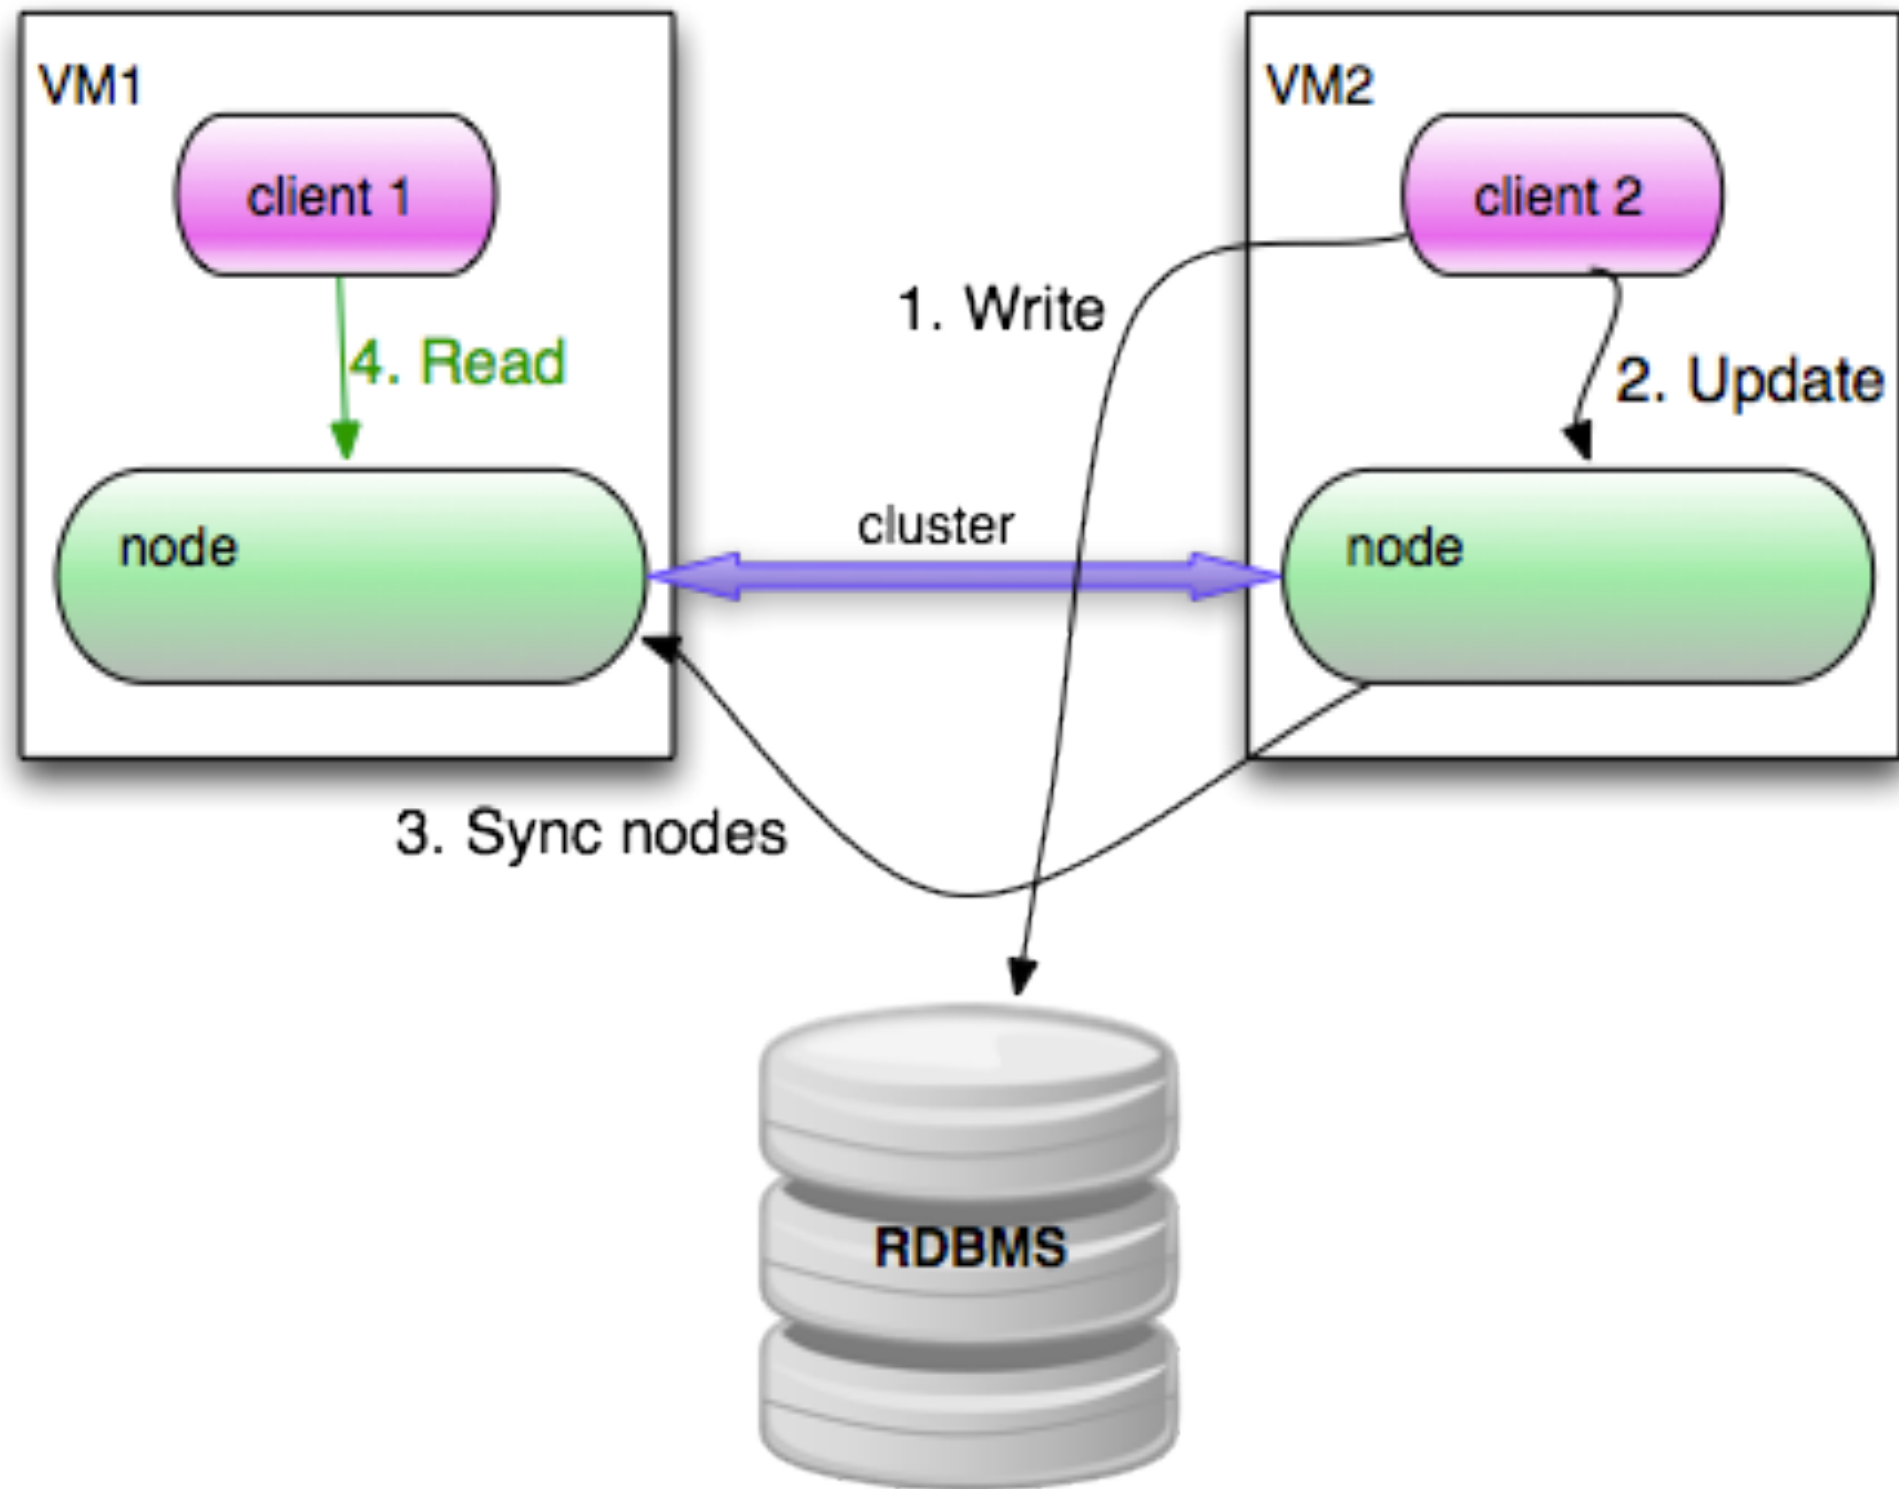 VM1
VM2
client 1
client 2
1. Write
4. Read
2. Update
cluster
node
node
3. Sync nodes
RDBMS